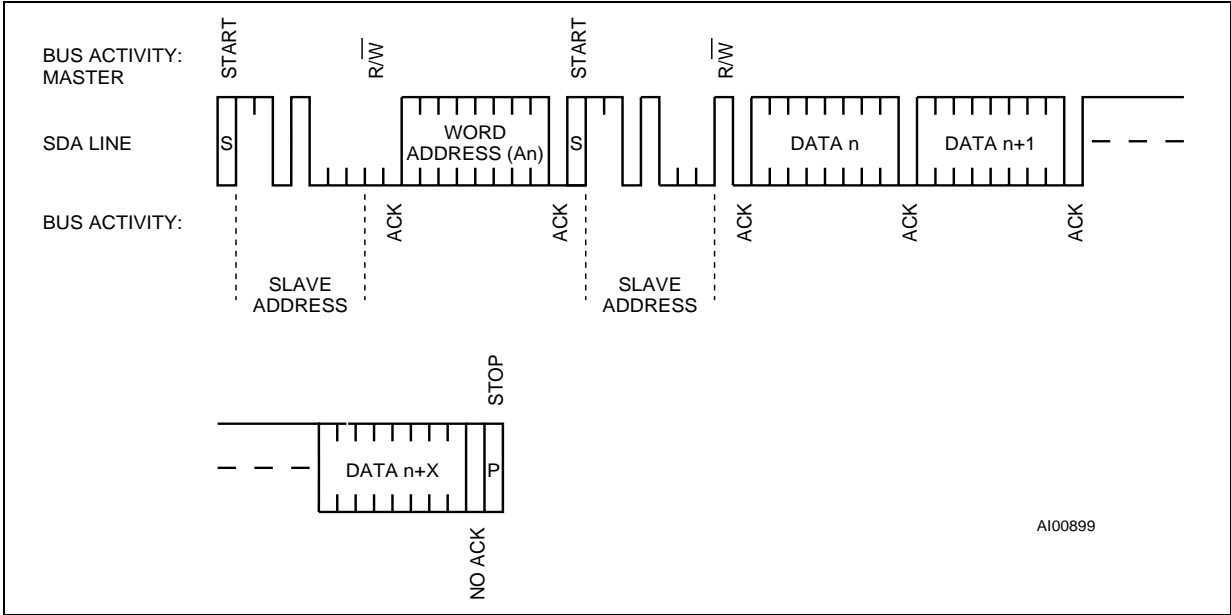 START
R/W
START
R/W
BUS ACTIVITY:
MASTER
SDA LINE
S
WORD
ADDRESS (An)
S
DATA n
DATA n+1
BUS ACTIVITY:
ACK
ACK
ACK
ACK
ACK
SLAVE
ADDRESS
SLAVE
ADDRESS
STOP
DATA n+X
P
NO ACK
AI00899